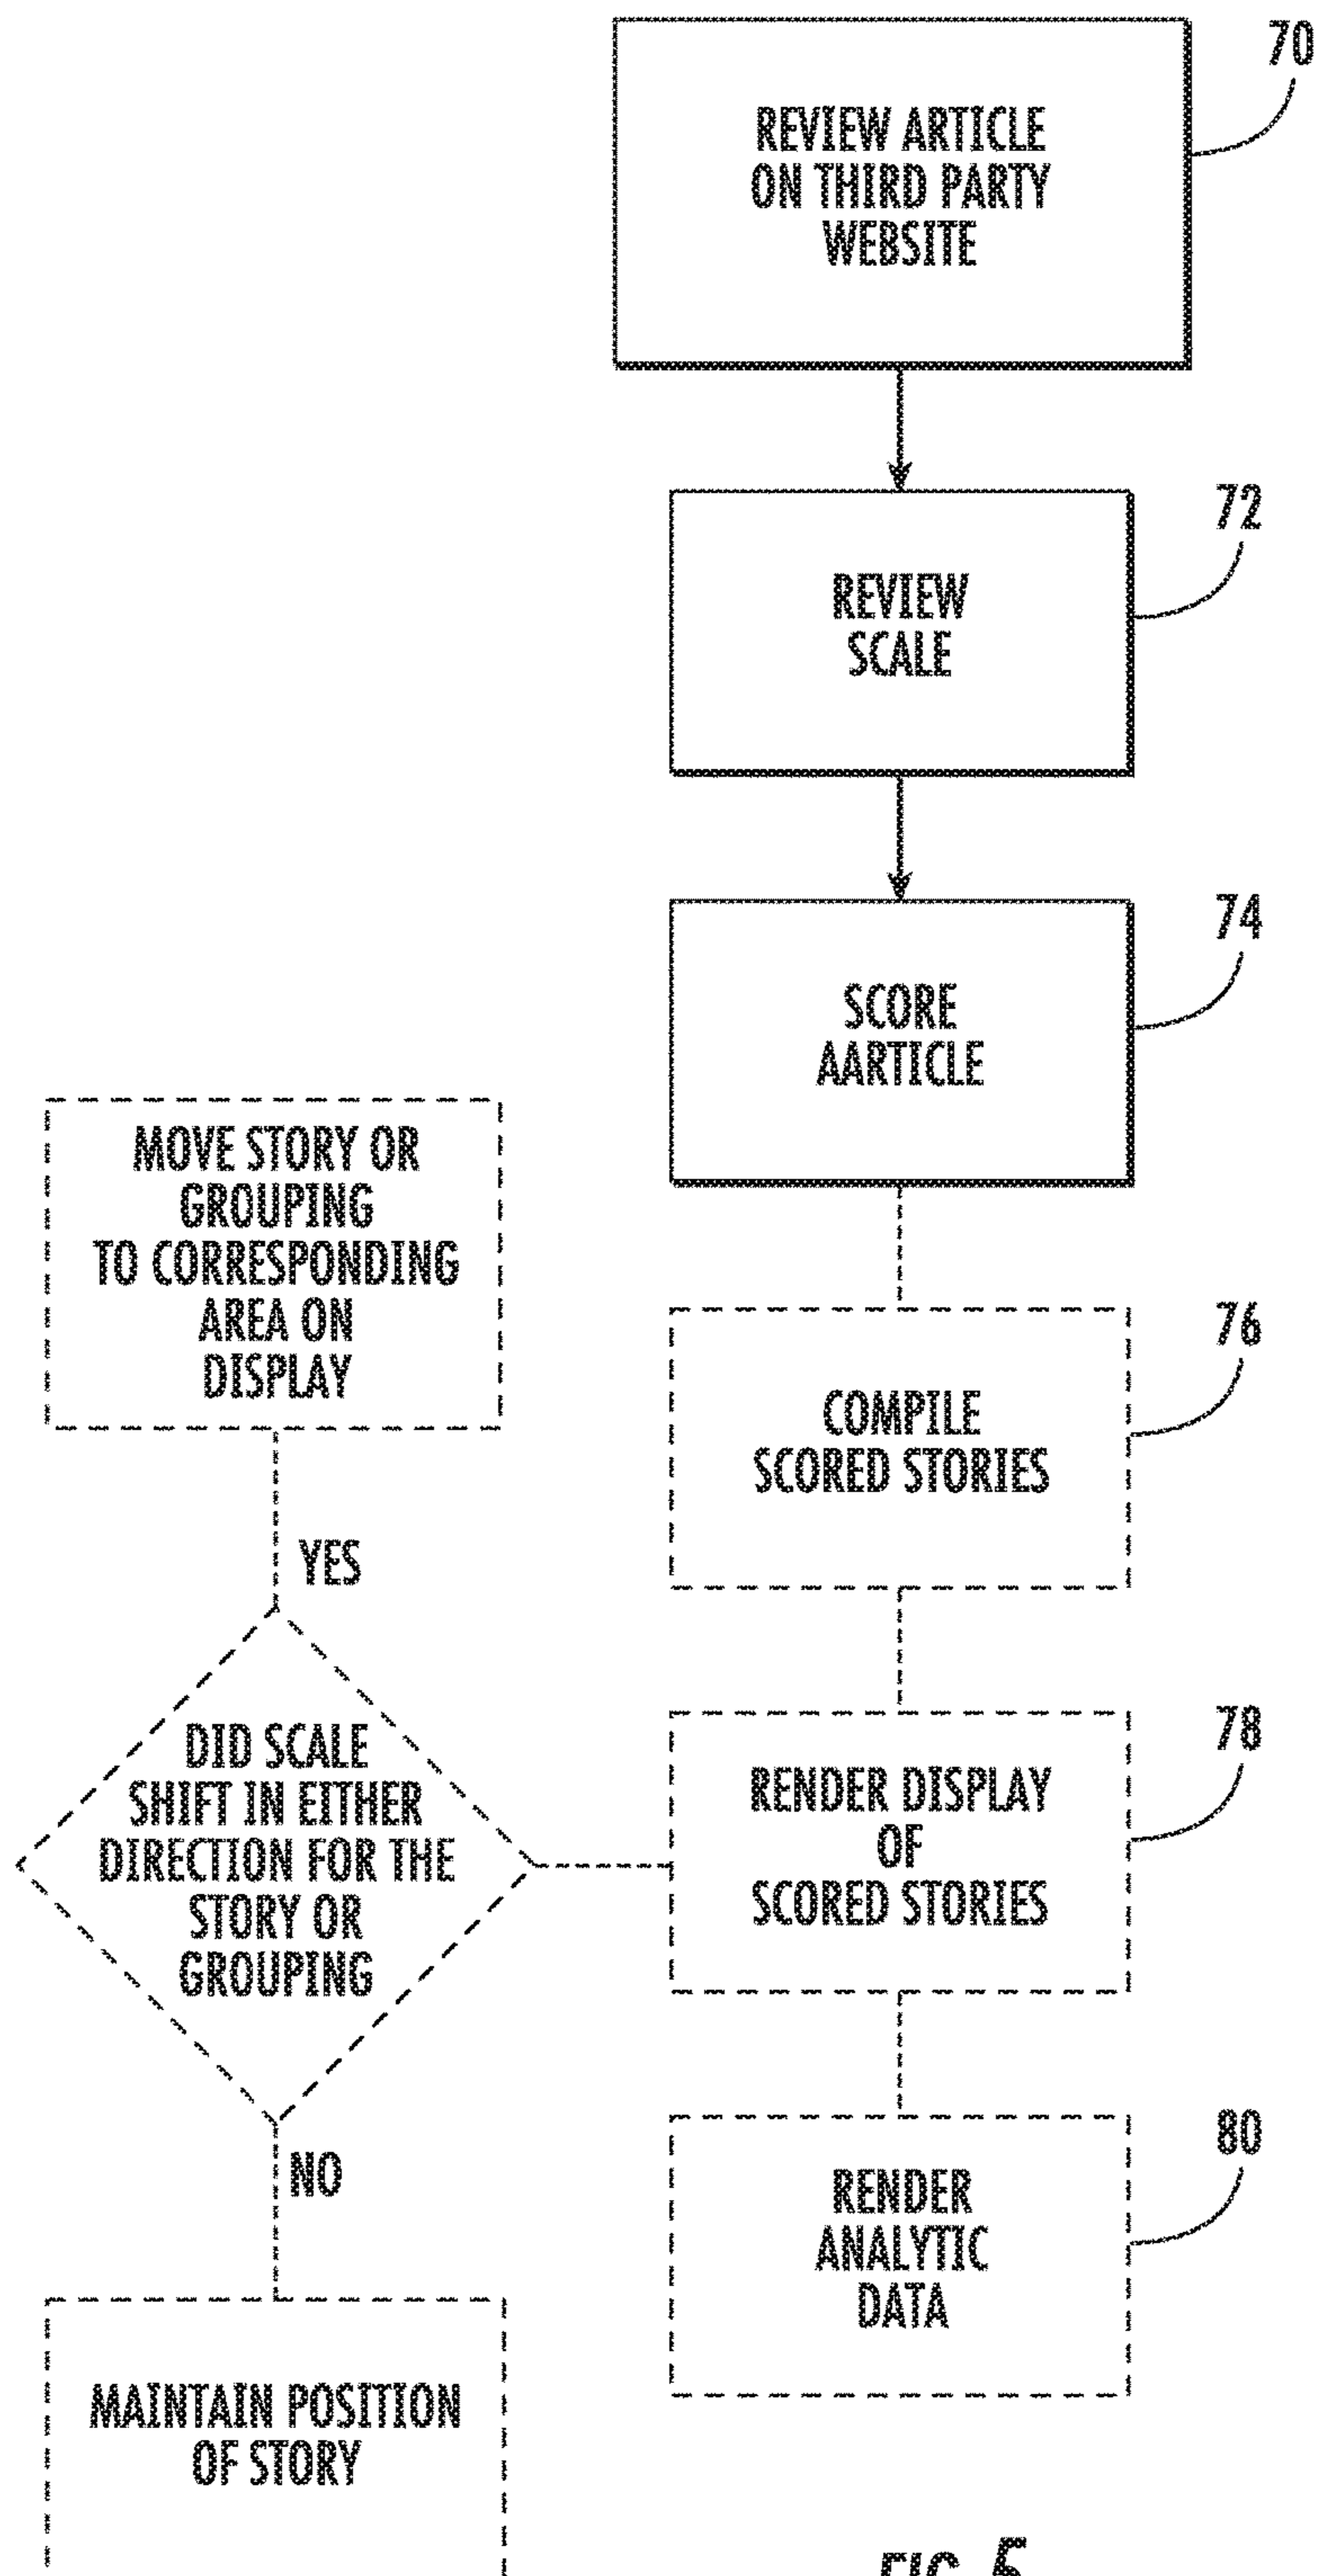 70
REVIEW ARTICLE
ON THIRD PARTY
WEBSITE
72
REVIEW
SCALE
74
SCORE
AARTICLE
MOVE STORY OR
GROUPING
TO CORRESPONDING
AREA ON
DISPLAY
76
COMPILE
SCORED STORIES
YES
DID SCALE
SHIFT IN EITHER
DIRECTION FOR THE
STORY OR
GROUPING
78
RENDER DISPLAY
OF
SCORED STORIES
NO
80
RENDER
ANALYTIC
DATA
MAINTAIN POSITION
OF STORY
FIG. 5